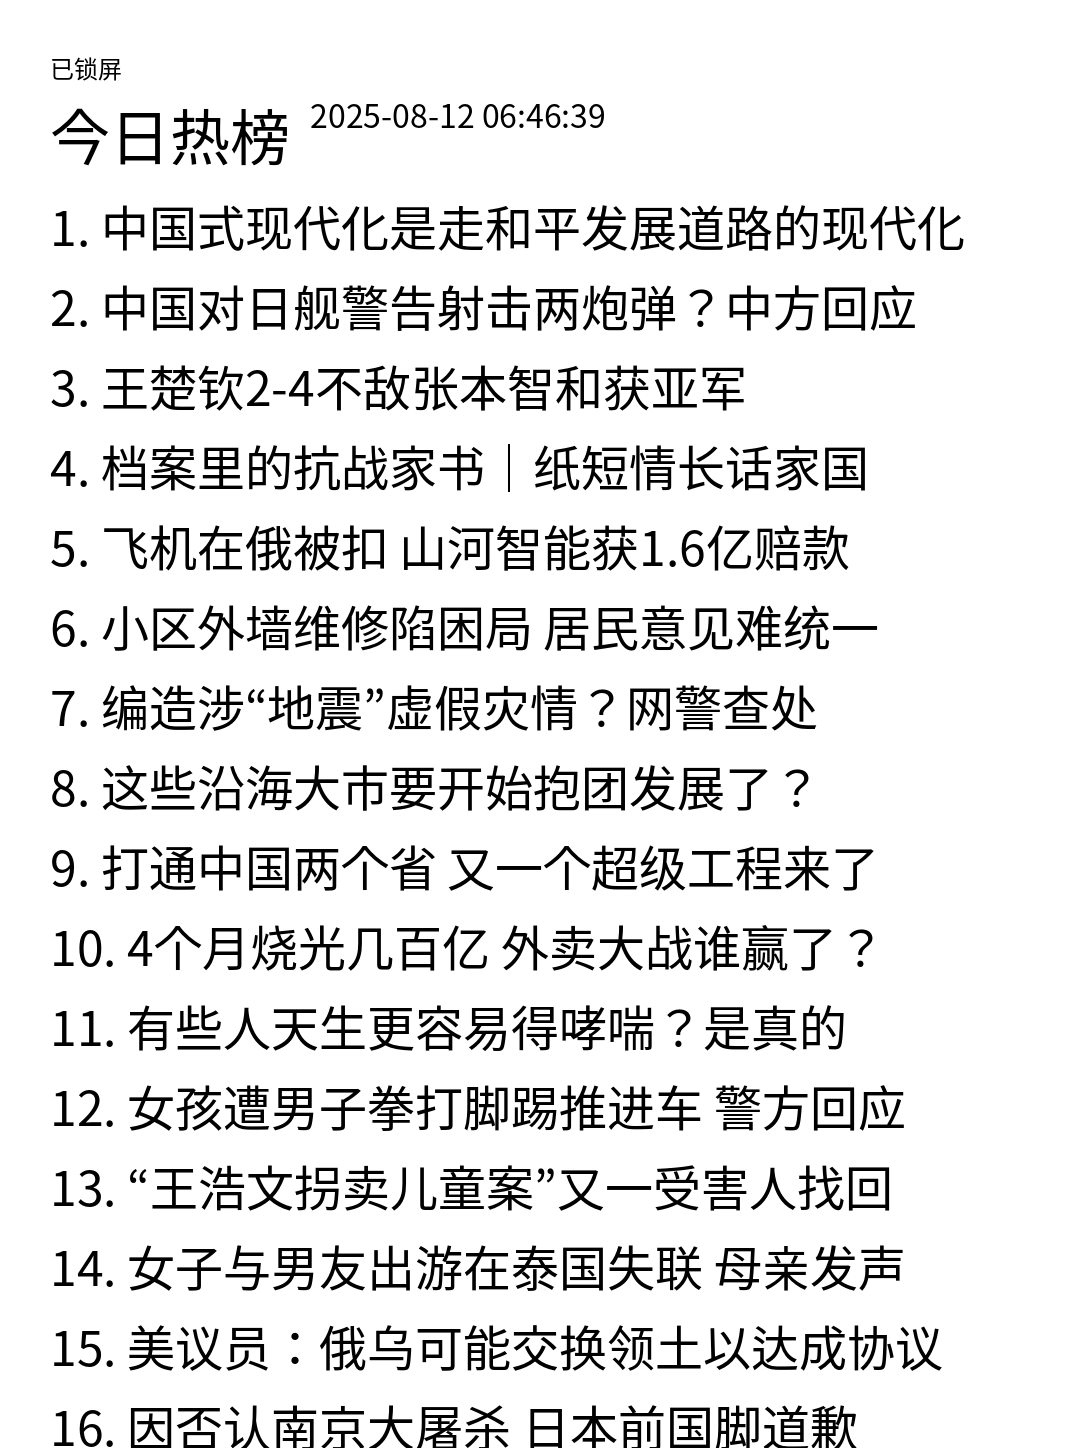 已锁屏
今日热榜 2025-08-12 06:46:39
1. 中国式现代化是走和平发展道路的现代化
2. 中国对日舰警告射击两炮弹？中方回应
3. 王楚钦2-4不敌张本智和获亚军
4. 档案里的抗战家书｜纸短情长话家国
5. 飞机在俄被扣 山河智能获1.6亿赔款
6. 小区外墙维修陷困局 居民意见难统一
7. 编造涉“地震”虚假灾情？网警查处
8. 这些沿海大市要开始抱团发展了？
9. 打通中国两个省 又一个超级工程来了
10. 4个月烧光几百亿 外卖大战谁赢了？
11. 有些人天生更容易得哮喘？是真的
12. 女孩遭男子拳打脚踢推进车 警方回应
13. “王浩文拐卖儿童案”又一受害人找回
14. 女子与男友出游在泰国失联 母亲发声
15. 美议员：俄乌可能交换领土以达成协议
16. 因否认南京大屠杀 日本前国脚道歉